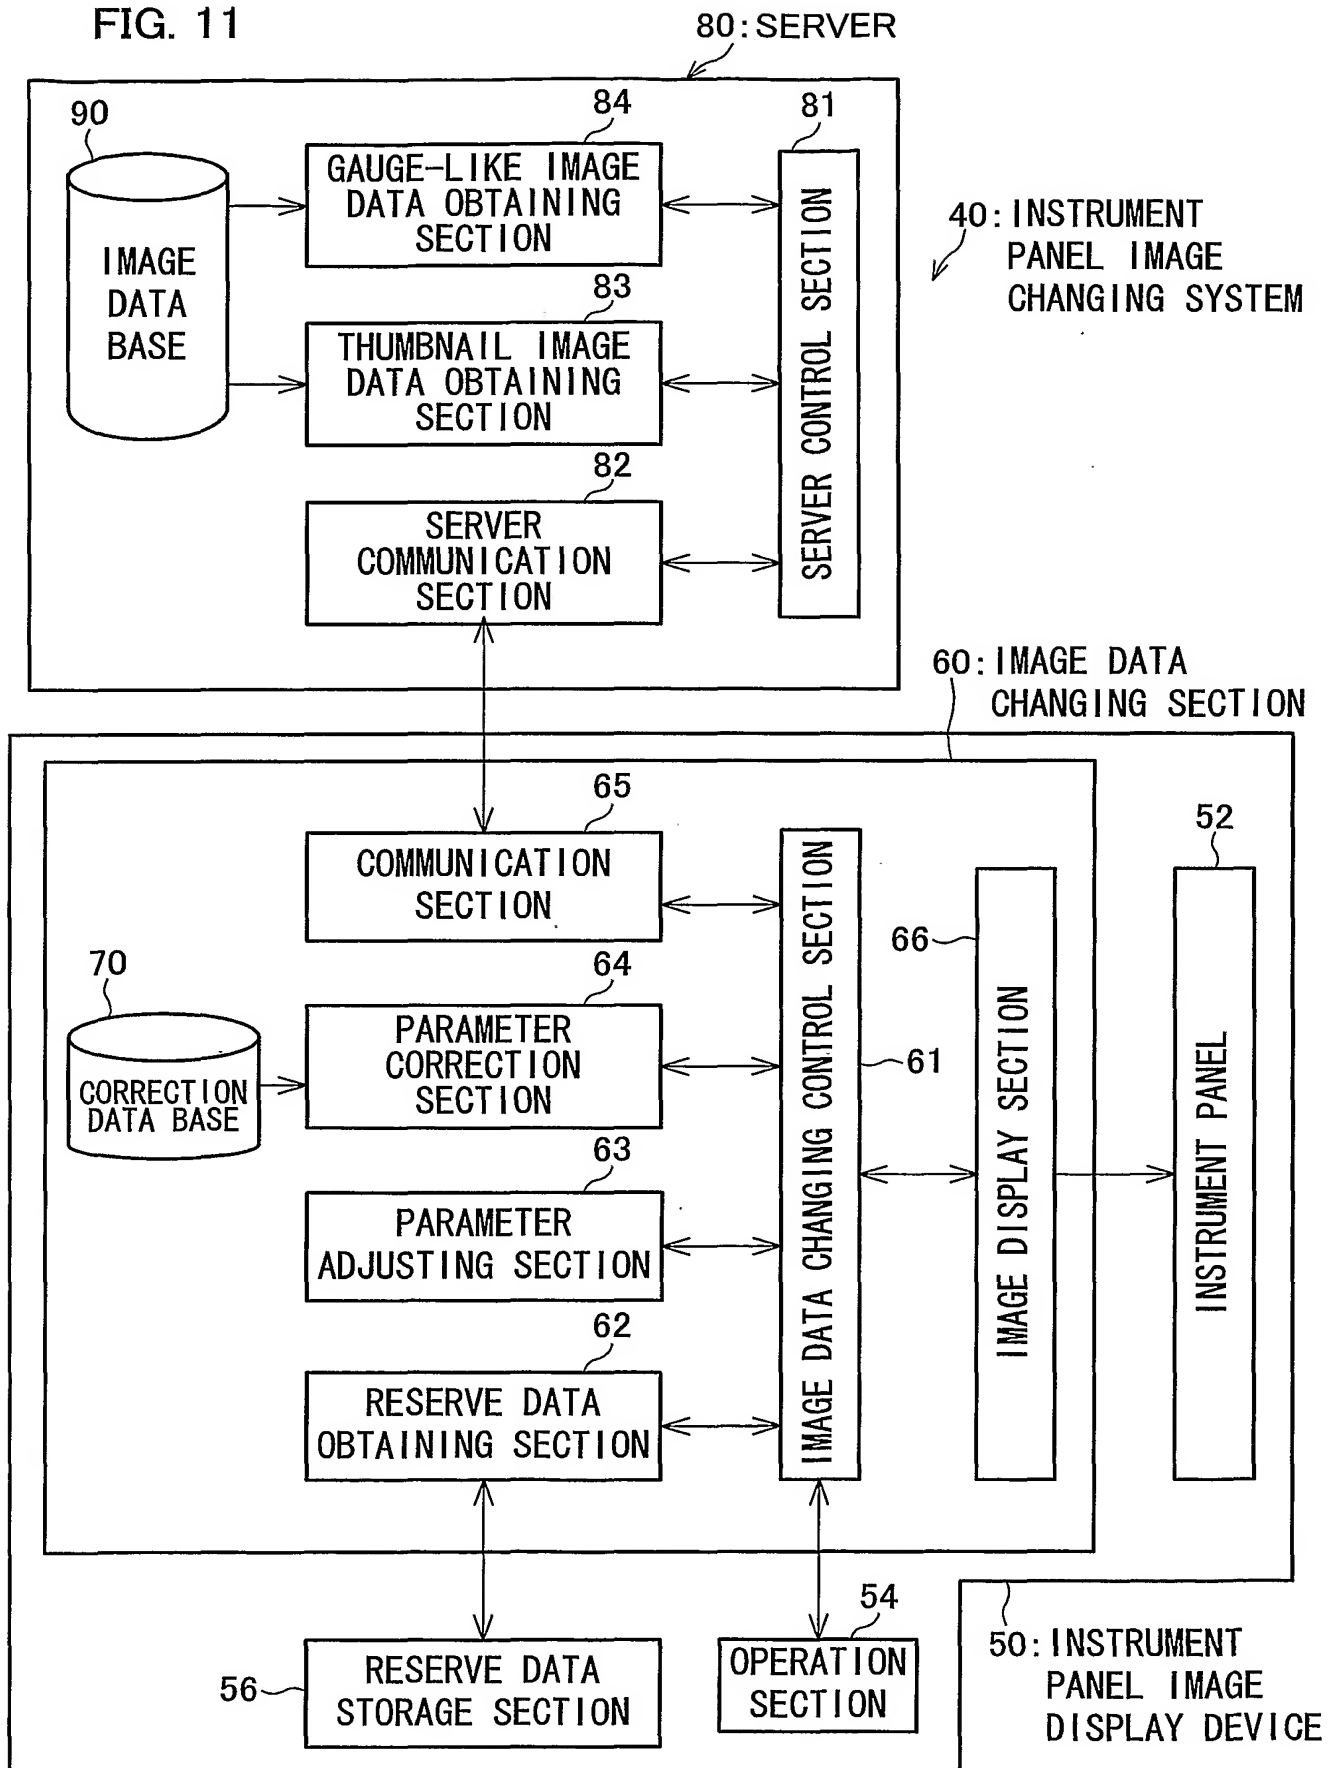 FIG. 11
80: SERVER
90
84
81
GAUGE-LIKE IMAGE
DATA OBTAINING
SECTION
IMAGE
DATA
BASE
SERVER CONTROL SECTION
40: INSTRUMENT
PANEL IMAGE
CHANGING SYSTEM
83
THUMBNAIL IMAGE
DATA OBTAINING
SECTION
82
SERVER
COMMUNICATION
SECTION
60: IMAGE DATA
CHANGING SECTION
65
COMMUNICATION
SECTION
52
66
70
64
PARAMETER
CORRECTION
SECTION
CORRECTION
DATA BASE
61
IMAGE DATA CHANGING CONTROL SECTION
IMAGE DISPLAY SECTION
INSTRUMENT PANEL
63
PARAMETER
ADJUSTING SECTION
62
RESERVE DATA
OBTAINING SECTION
54
56
RESERVE DATA
STORAGE SECTION
OPERATION
SECTION
50: INSTRUMENT
PANEL IMAGE
DISPLAY DEVICE